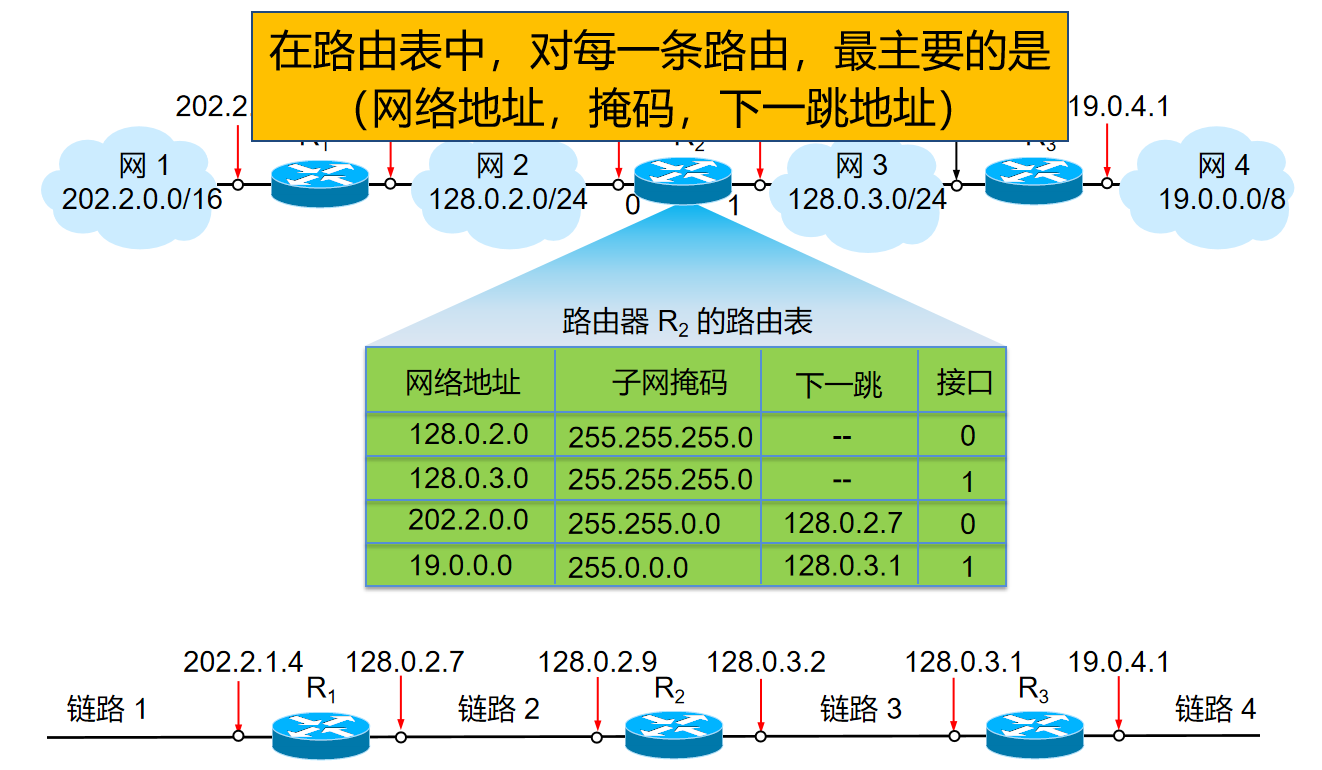 在路由表中，对每一条路由，最主要的是
（网络地址，掩码，下一跳地址）
202.2.
19.0.4.1
网 1
202.2.0.0/16
网 2
128.0.2.0/24
0
1
网 3
128.0.3.0/24
网 4
19.0.0.0/8
路由器 R2 的路由表
网络地址 子网掩码 下一跳 接口
128.0.2.0 255.255.255.0 -- 0
128.0.3.0 255.255.255.0 -- 1
202.2.0.0 255.255.0.0 128.0.2.7 0
19.0.0.0 255.0.0.0 128.0.3.1 1
202.2.1.4 128.0.2.7 128.0.2.9 128.0.3.2 128.0.3.1 19.0.4.1
R1 R2 R3
链路 1 链路 2 链路 3 链路 4